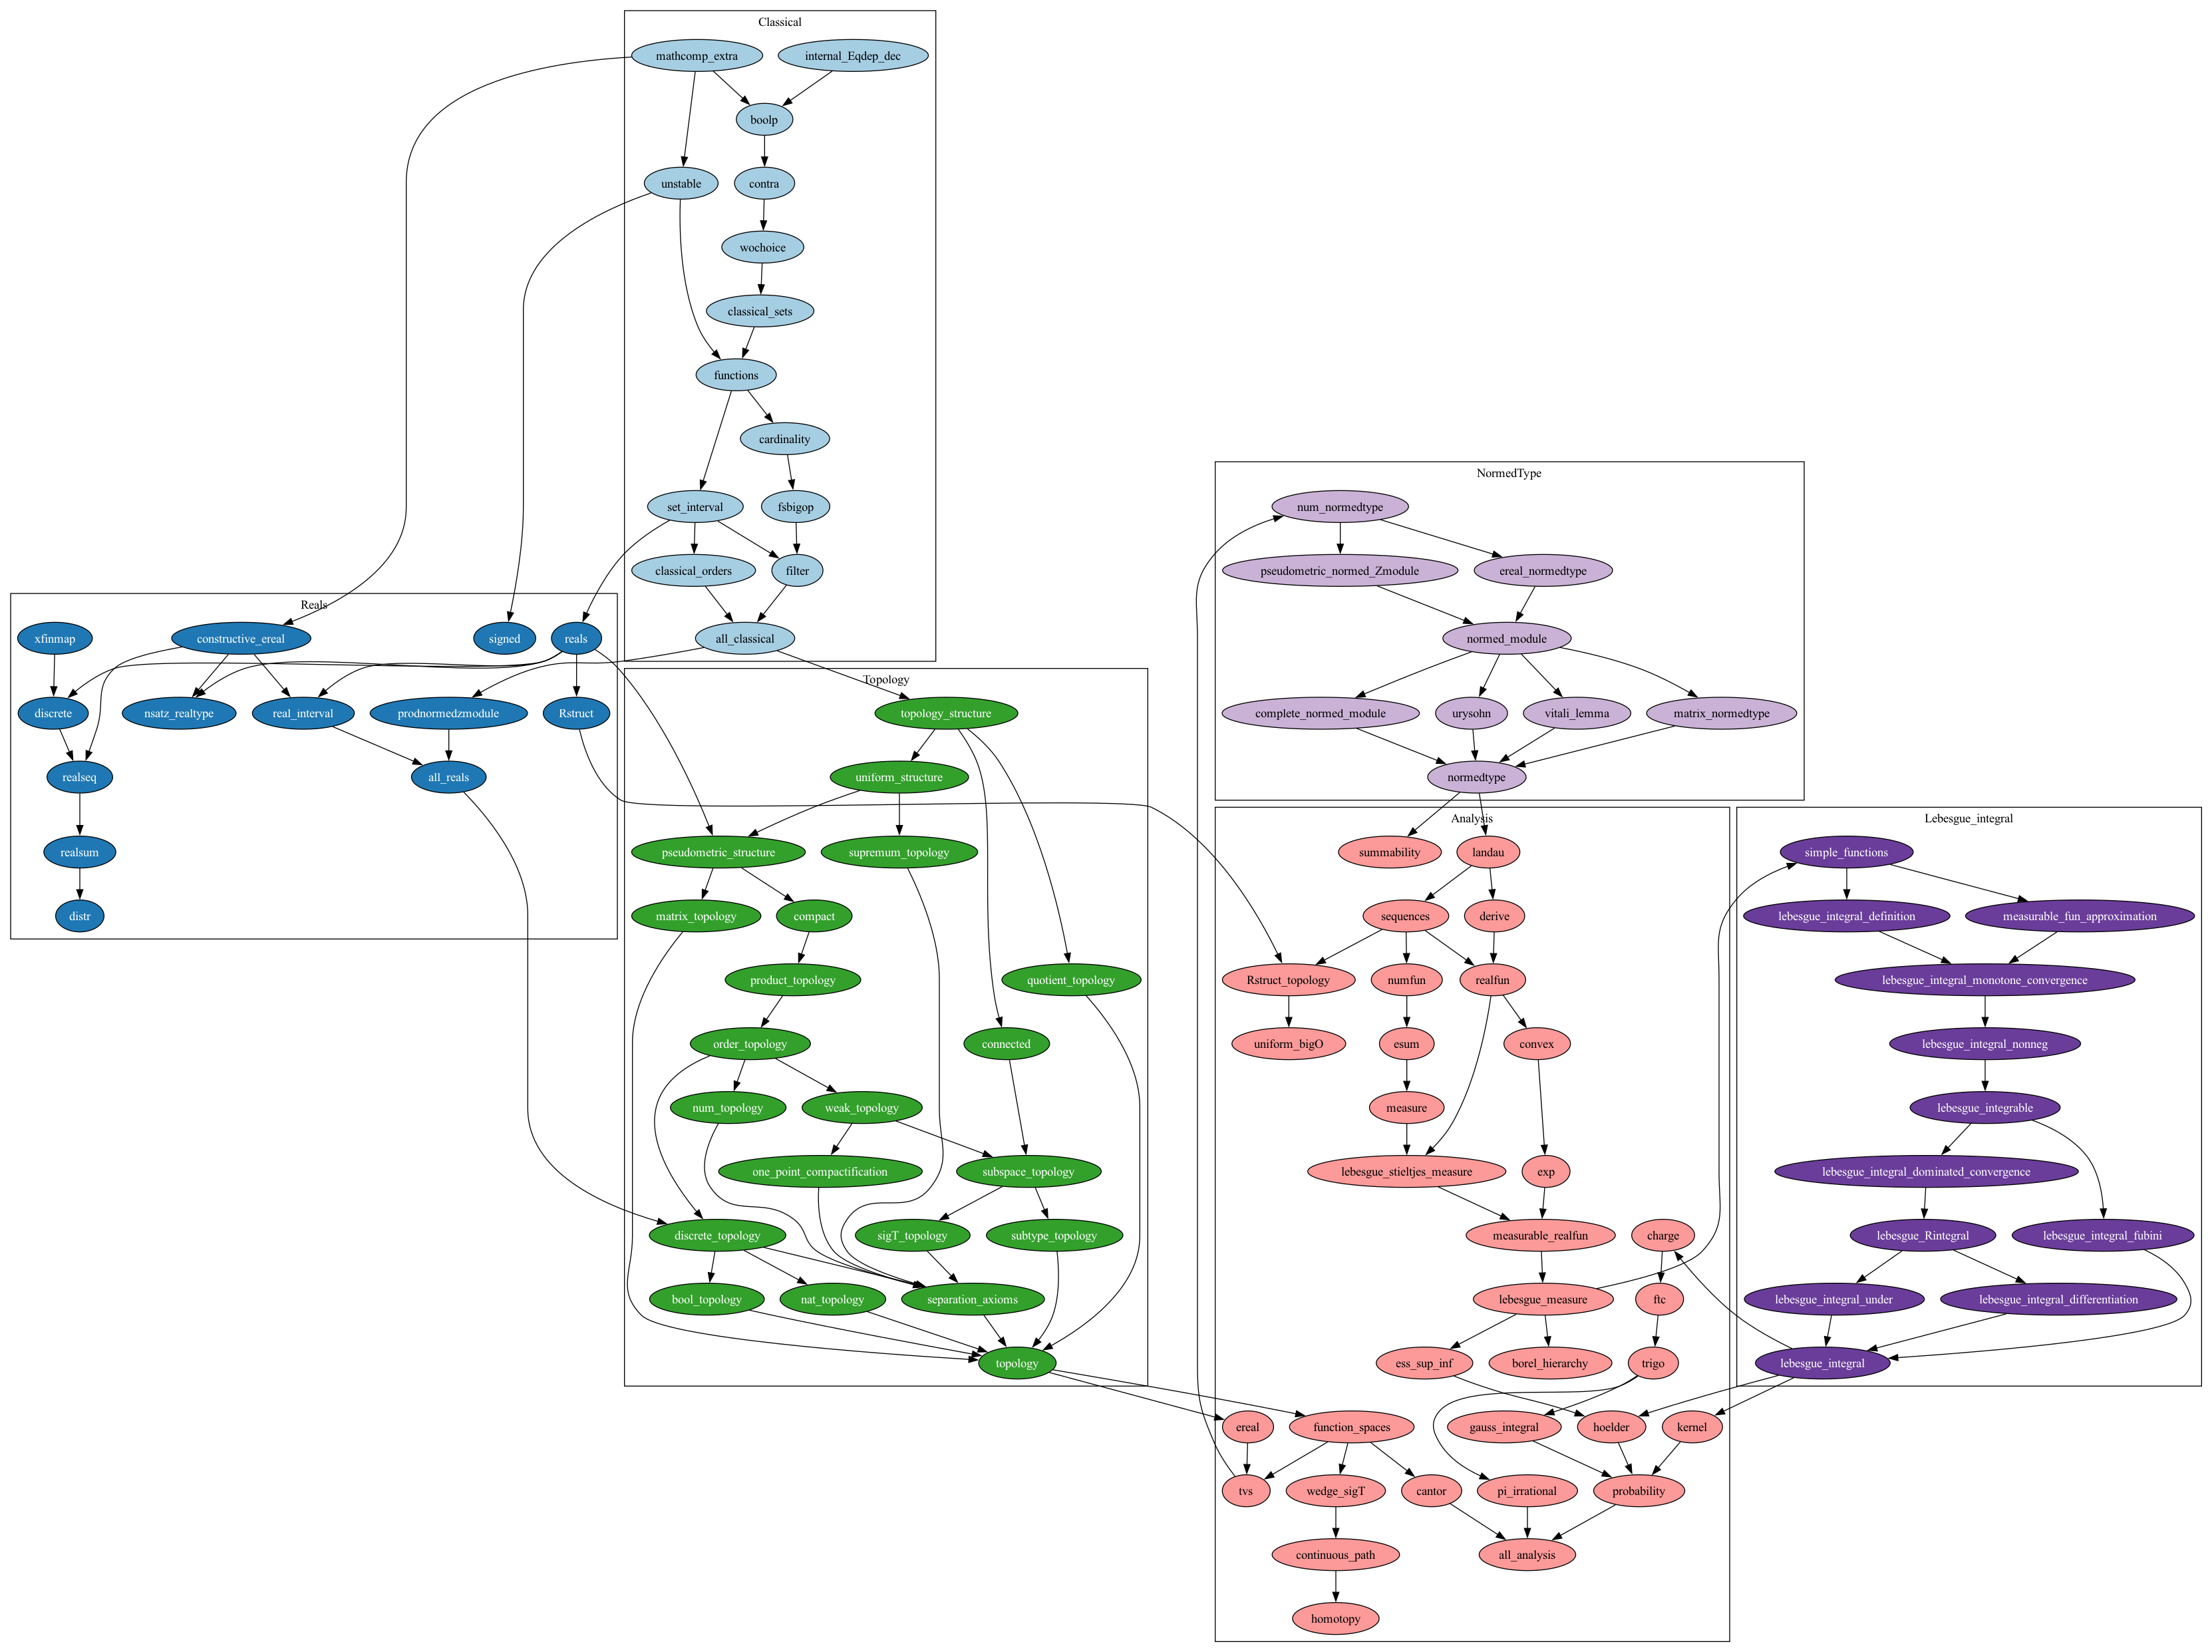 Classical
mathcomp_extra
internal_Eqdep_dec
boolp
unstable
contra
wochoice
classical_sets
functions
cardinality
set_interval
fsbigop
classical_orders
filter
all_classical
Reals
xfinmap
constructive_ereal
signed
reals
discrete
nsatz_realtype
real_interval
prodnormedzmodule
Rstruct
realseq
all_reals
realsum
distr
Topology
topology_structure
uniform_structure
pseudometric_structure
supremum_topology
matrix_topology
compact
product_topology
quotient_topology
order_topology
connected
num_topology
weak_topology
one_point_compactification
subspace_topology
discrete_topology
sigT_topology
subtype_topology
bool_topology
nat_topology
separation_axioms
topology
NormedType
num_normedtype
pseudometric_normed_Zmodule
ereal_normedtype
normed_module
complete_normed_module
urysohn
vitali_lemma
matrix_normedtype
normedtype
Analysis
summability
landau
sequences
derive
Rstruct_topology
numfun
realfun
uniform_bigO
esum
convex
measure
lebesgue_stieltjes_measure
exp
measurable_realfun
charge
lebesgue_measure
ftc
ess_sup_inf
borel_hierarchy
trigo
ereal
function_spaces
gauss_integral
hoelder
kernel
tvs
wedge_sigT
cantor
pi_irrational
probability
continuous_path
all_analysis
homotopy
Lebesgue_integral
simple_functions
lebesgue_integral_definition
measurable_fun_approximation
lebesgue_integral_monotone_convergence
lebesgue_integral_nonneg
lebesgue_integrable
lebesgue_integral_dominated_convergence
lebesgue_Rintegral
lebesgue_integral_fubini
lebesgue_integral_under
lebesgue_integral_differentiation
lebesgue_integral